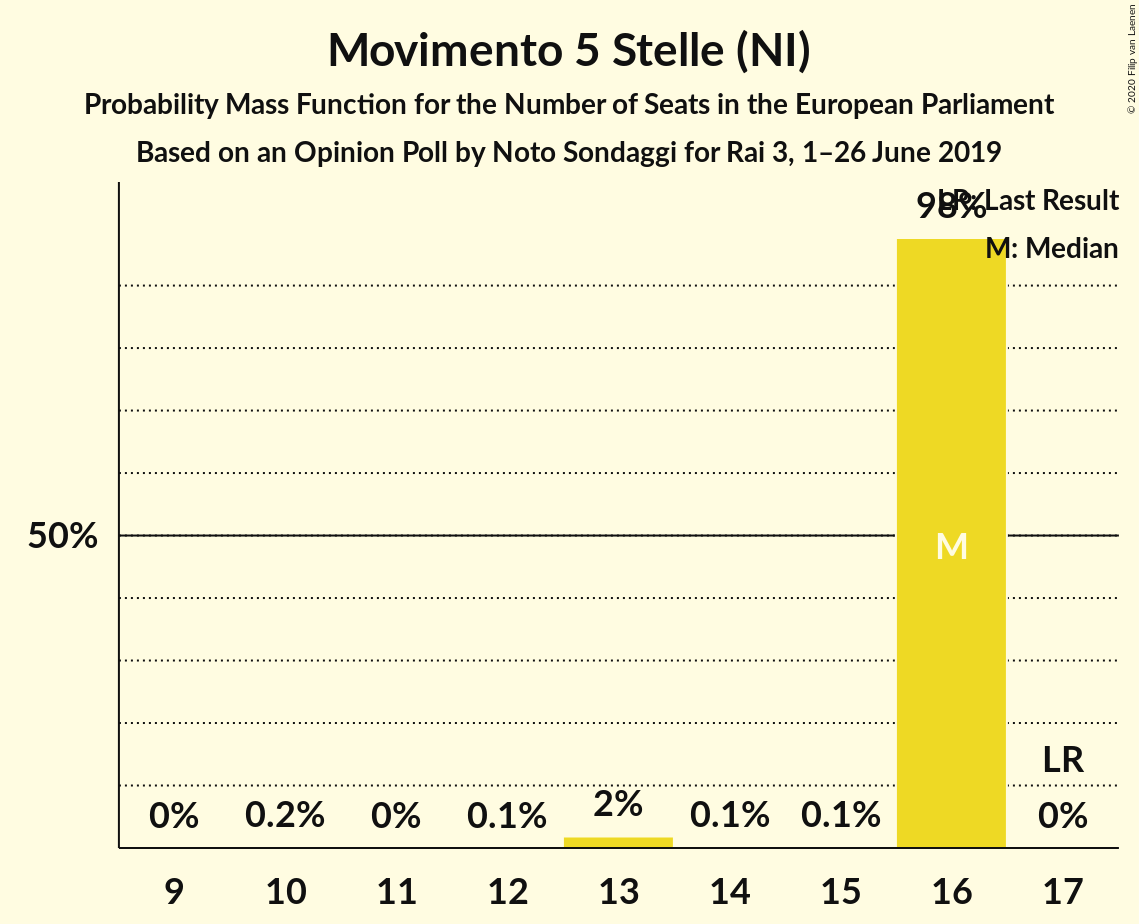 Movimento 5 Stelle (NI)
Probability Mass Function for the Number of Seats in the European Parliament
Based on an Opinion Poll by Noto Sondaggi for Rai 3, 1–26 June 2019
© 2020 Filip van Laenen
LR: Last Result
M: Median
98%
50%
M
LR
0%
0.2%
0%
0.1%
2%
0.1%
0.1%
0%
9 10 11 12 13 14 15 16 17